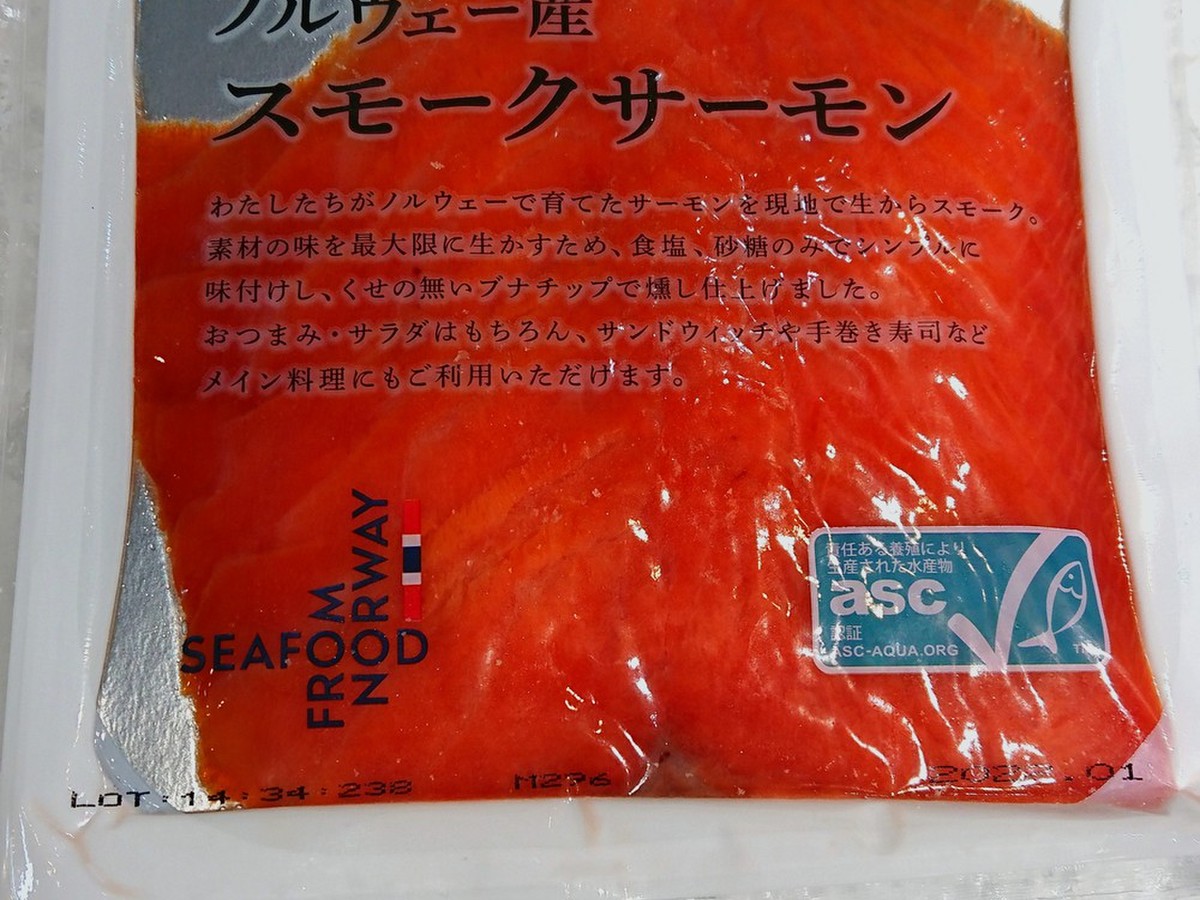 ノルウェー産
スモークサーモン
わたしたちがノルウェーで育てたサーモンを現地で生からスモーク。
素材の味を最大限に生かすため、食塩、砂糖のみでシンプルに
味付けし、くせの無いブナチップで燻し仕上げました。
おつまみ・サラダはもちろん、サンドウィッチや手巻き寿司など
メイン料理にもご利用いただけます。
SEAFOOD
FROM
NORWAY
責任ある養殖により
生産された水産物
asc
認証
ASC-AQUA.ORG
TM
LOT:14:34:238
M276
2022.01